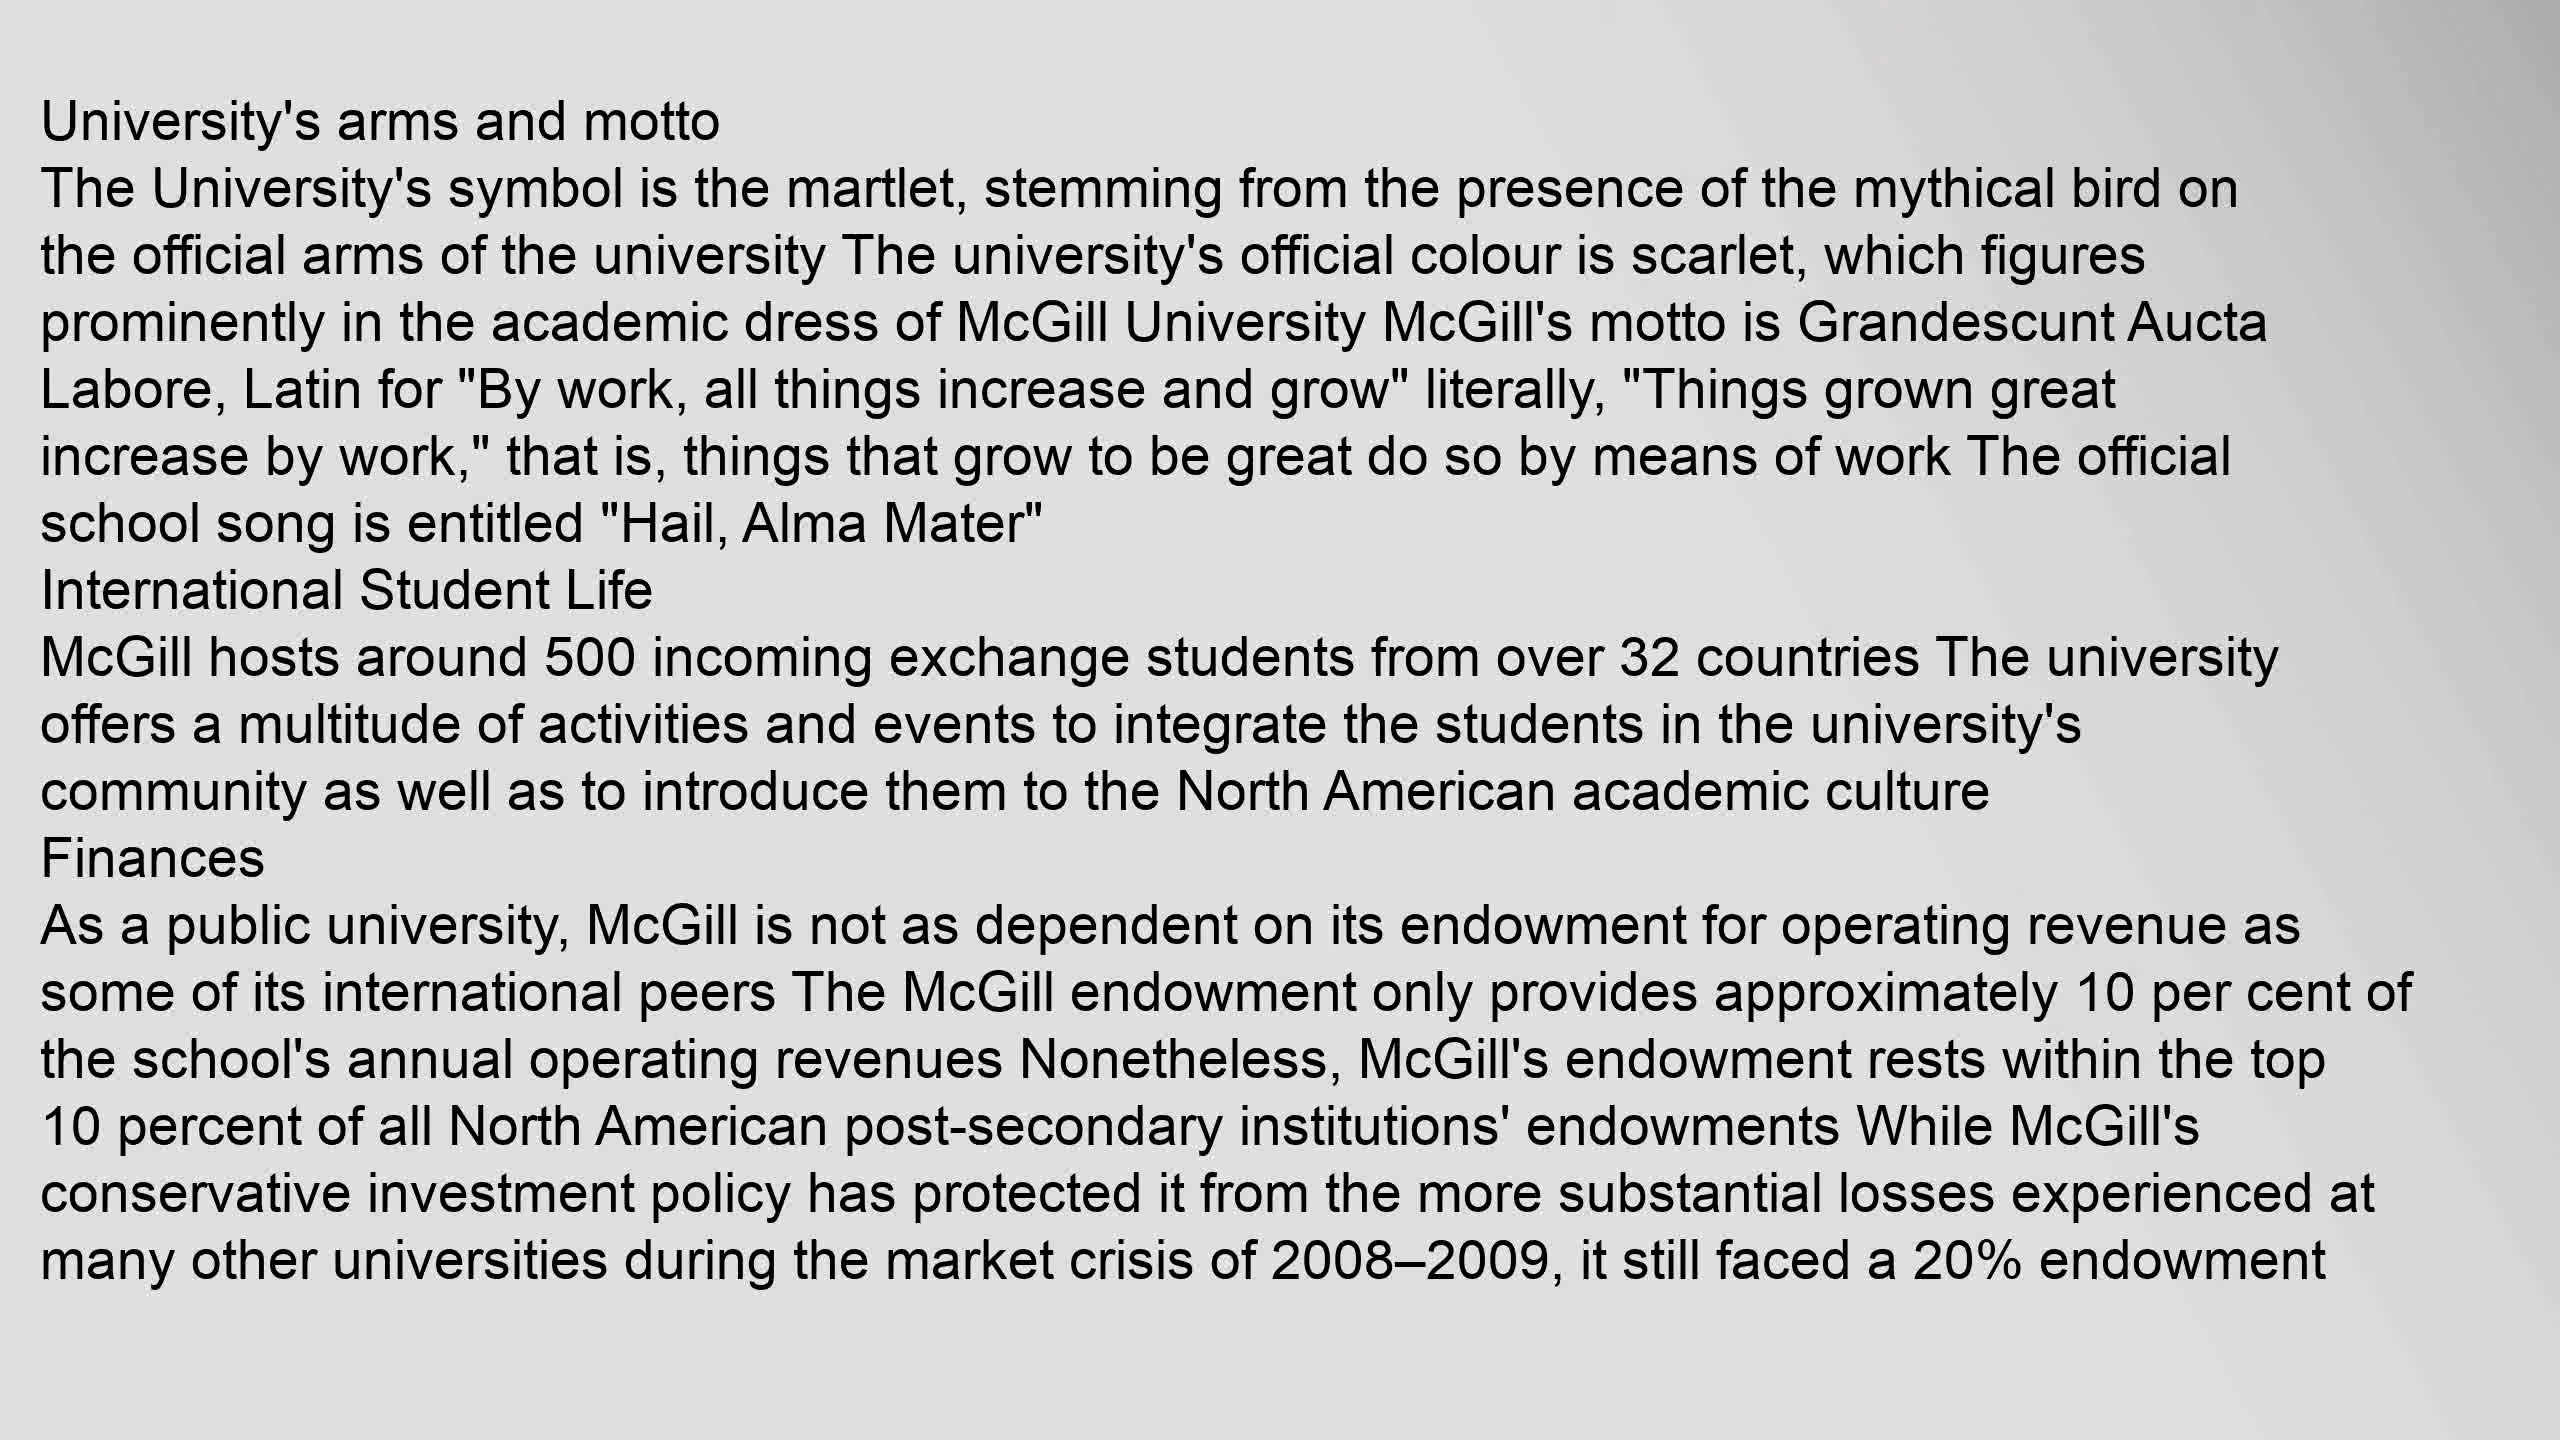 University's arms and motto
The University's symbol is the martlet, stemming from the presence of the mythical bird on
the official arms of the university The university's official colour is scarlet, which figures
prominently in the academic dress of McGill University McGill's motto is Grandescunt Aucta
Labore, Latin for "By work, all things increase and grow" literally, "Things grown great
increase by work," that is, things that grow to be great do so by means of work The official
school song is entitled "Hail, Alma Mater"
International Student Life
McGill hosts around 500 incoming exchange students from over 32 countries The university
offers a multitude of activities and events to integrate the students in the university's
community as well as to introduce them to the North American academic culture
Finances
As a public university, McGill is not as dependent on its endowment for operating revenue as
some of its international peers The McGill endowment only provides approximately 10 per cent of
the school's annual operating revenues Nonetheless, McGill's endowment rests within the top
10 percent of all North American post-secondary institutions' endowments While McGill's
conservative investment policy has protected it from the more substantial losses experienced at
many other universities during the market crisis of 2008–2009, it still faced a 20% endowment